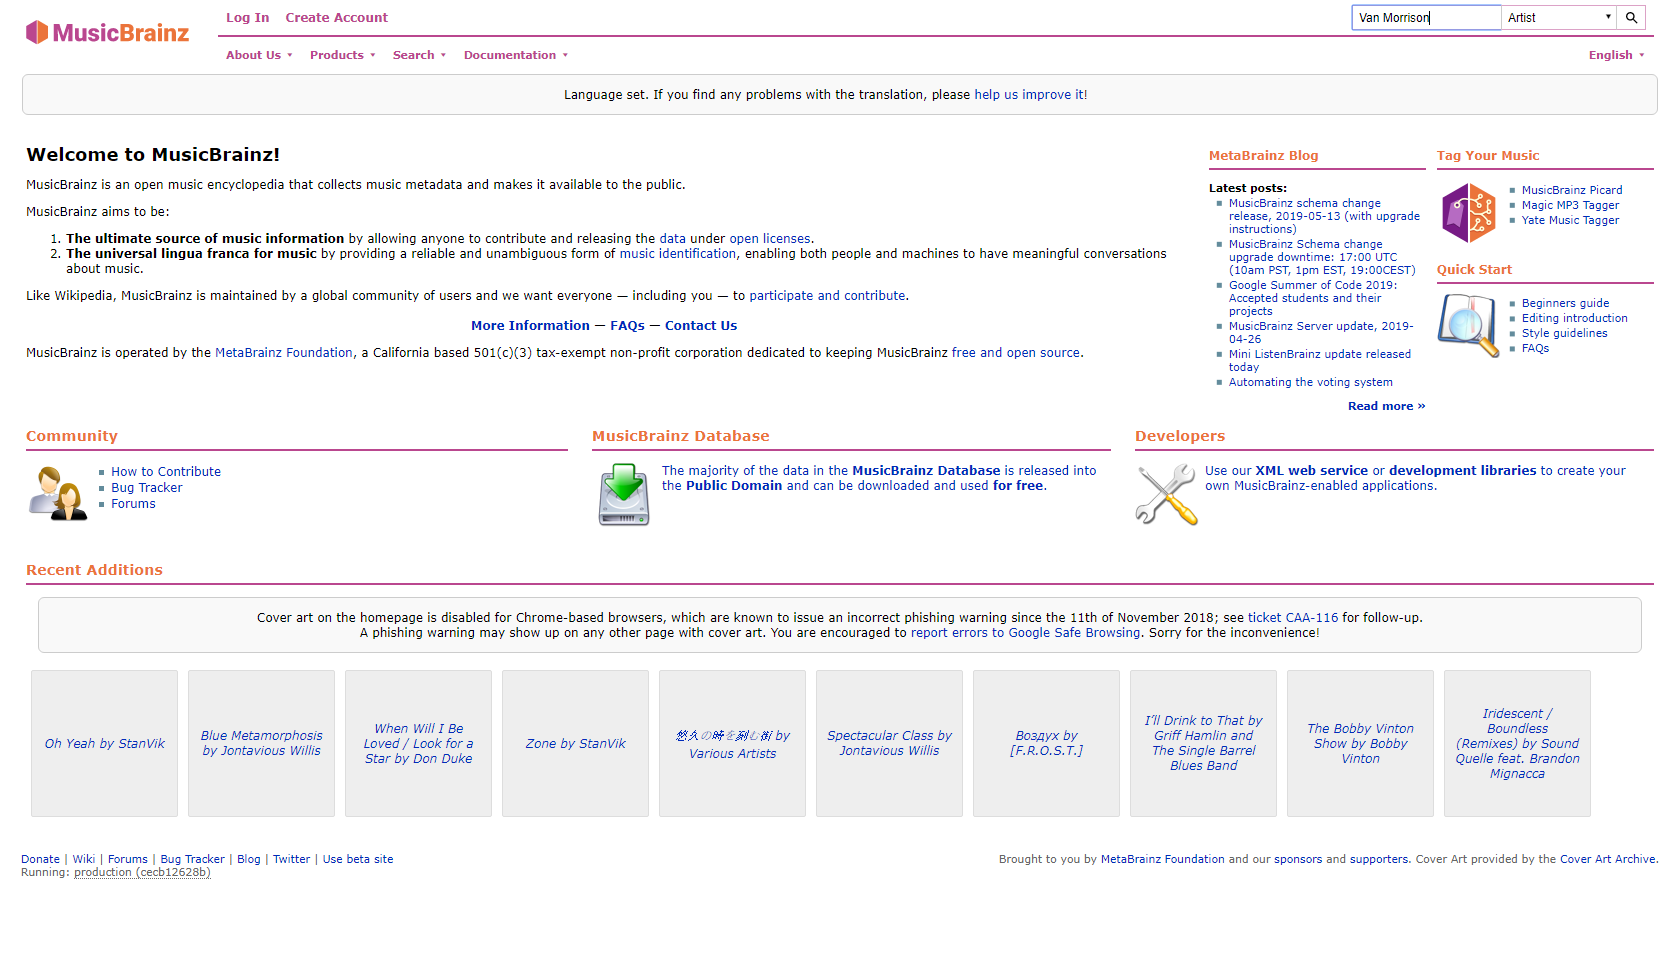 MusicBrainz
Log In Create Account
Van Morrison Artist
About Us Products Search Documentation English
Language set. If you find any problems with the translation, please help us improve it!
Welcome to MusicBrainz!
MusicBrainz is an open music encyclopedia that collects music metadata and makes it available to the public.
MusicBrainz aims to be:
1. The ultimate source of music information by allowing anyone to contribute and releasing the data under open licenses.
2. The universal lingua franca for music by providing a reliable and unambiguous form of music identification, enabling both people and machines to have meaningful conversations
about music.
Like Wikipedia, MusicBrainz is maintained by a global community of users and we want everyone — including you — to participate and contribute.
More Information — FAQs — Contact Us
MusicBrainz is operated by the MetaBrainz Foundation, a California based 501(c)(3) tax-exempt non-profit corporation dedicated to keeping MusicBrainz free and open source.
MetaBrainz Blog
Latest posts:
MusicBrainz schema change
release, 2019-05-13 (with upgrade
instructions)
MusicBrainz Schema change
upgrade downtime: 17:00 UTC
(10am PST, 1pm EST, 19:00CEST)
Google Summer of Code 2019:
Accepted students and their
projects
MusicBrainz Server update, 2019-
04-26
Mini ListenBrainz update released
today
Automating the voting system
Read more »
Tag Your Music
MusicBrainz Picard
Magic MP3 Tagger
Yate Music Tagger
Quick Start
Beginners guide
Editing introduction
Style guidelines
FAQs
Community
How to Contribute
Bug Tracker
Forums
MusicBrainz Database
The majority of the data in the MusicBrainz Database is released into
the Public Domain and can be downloaded and used for free.
Developers
Use our XML web service or development libraries to create your
own MusicBrainz-enabled applications.
Recent Additions
Cover art on the homepage is disabled for Chrome-based browsers, which are known to issue an incorrect phishing warning since the 11th of November 2018; see ticket CAA-116 for follow-up.
A phishing warning may show up on any other page with cover art. You are encouraged to report errors to Google Safe Browsing. Sorry for the inconvenience!
Oh Yeah by StanVik
Blue Metamorphosis
by Jontavious Willis
When Will I Be
Loved / Look for a
Star by Don Duke
Zone by StanVik
悠久の時を刻む街 by
Various Artists
Spectacular Class by
Jontavious Willis
Воздух by
[F.R.O.S.T.]
I’ll Drink to That by
Griff Hamlin and
The Single Barrel
Blues Band
The Bobby Vinton
Show by Bobby
Vinton
Iridescent /
Boundless
(Remixes) by Sound
Quelle feat. Brandon
Mignacca
Donate | Wiki | Forums | Bug Tracker | Blog | Twitter | Use beta site
Running: production (cecb12628b)
Brought to you by MetaBrainz Foundation and our sponsors and supporters. Cover Art provided by the Cover Art Archive.